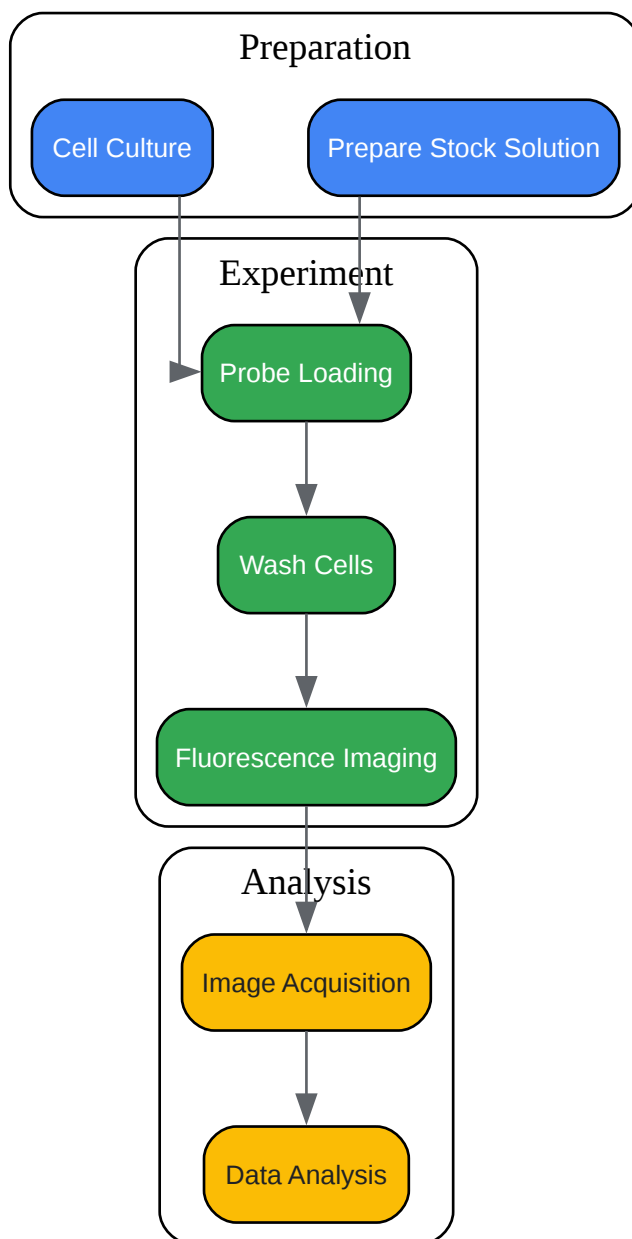 Preparation
Cell Culture
Prepare Stock Solution
Experiment
Probe Loading
Wash Cells
Fluorescence Imaging
Analysis
Image Acquisition
Data Analysis